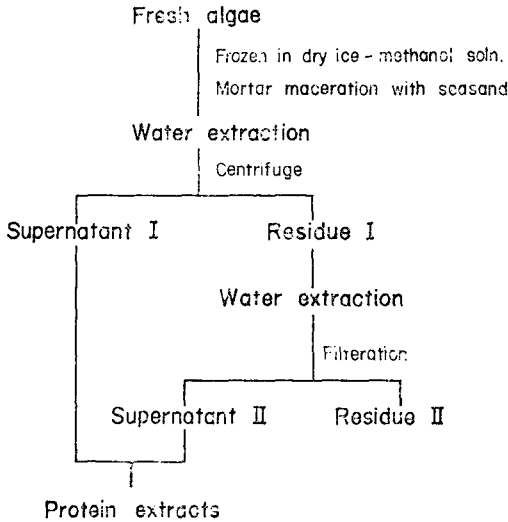 Fresh algae
Frozen in dry ice - methanol soln.
Mortar maceration with seasand
Water extraction
Centrifuge
Supernatant I
Residue I
Water extraction
Filteration
Supernatant II
Residue II
Protein extracts